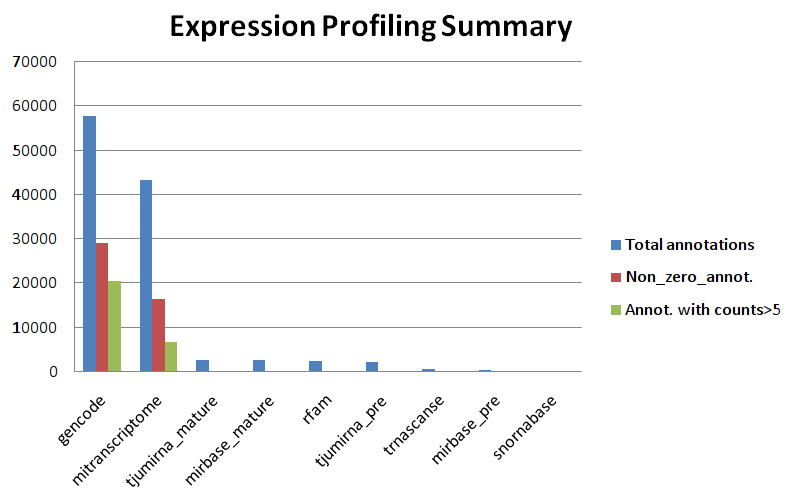 Expression Profiling Summary
70000
60000
50000
40000
30000
20000
10000
0
gencode
mitranscriptome
tjumirna_mature
mirbase_mature
rfam
tjumirna_pre
trnascanse
mirbase_pre
snornabase
Total annotations
Non_zero_annot.
Annot. with counts>5